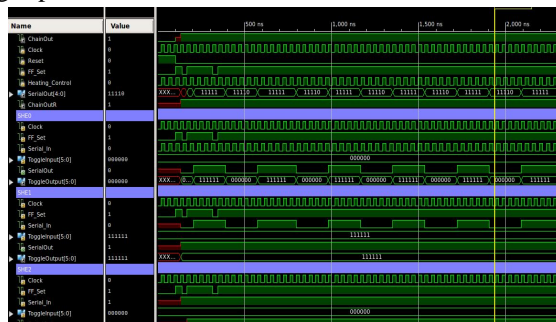 Name Value
500 ns 1,000 ns 1,500 ns 2,000 ns
ChainOut 1
Clock 0
Reset 0
FF_Set 1
Heating_Control 0
SerialOut[4:0] 11110 XXX... 11111 11110 11111 11110 11111 11110 11111 11110 11111
ChainOutR 1
SHE0
Clock 0
FF_Set 1
Serial_In 0
ToggleInput[5:0] 000000 000000
SerialOut 0
ToggleOutput[5:0] 000000 XXX... 0... 111111 000000 111111 000000 111111 000000 111111 000000 111111
SHE1
Clock 0
FF_Set 1
Serial_In 0
ToggleInput[5:0] 111111 111111
SerialOut 1
ToggleOutput[5:0] 111111 XXX... 111111
SHE2
Clock 0
FF_Set 1
Serial_In 1
ToggleInput[5:0] 000000 000000